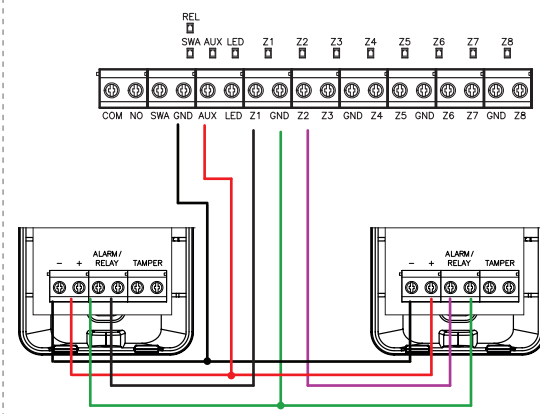 REL
SWA AUX LED Z1 Z2 Z3 Z4 Z5 Z6 Z7 Z8
COM NO SWA GND AUX LED Z1 GND Z2 Z3 GND Z4 Z5 GND Z6 Z7 GND Z8
ALARM/
- + RELAY TAMPER
ALARM/
- + RELAY TAMPER